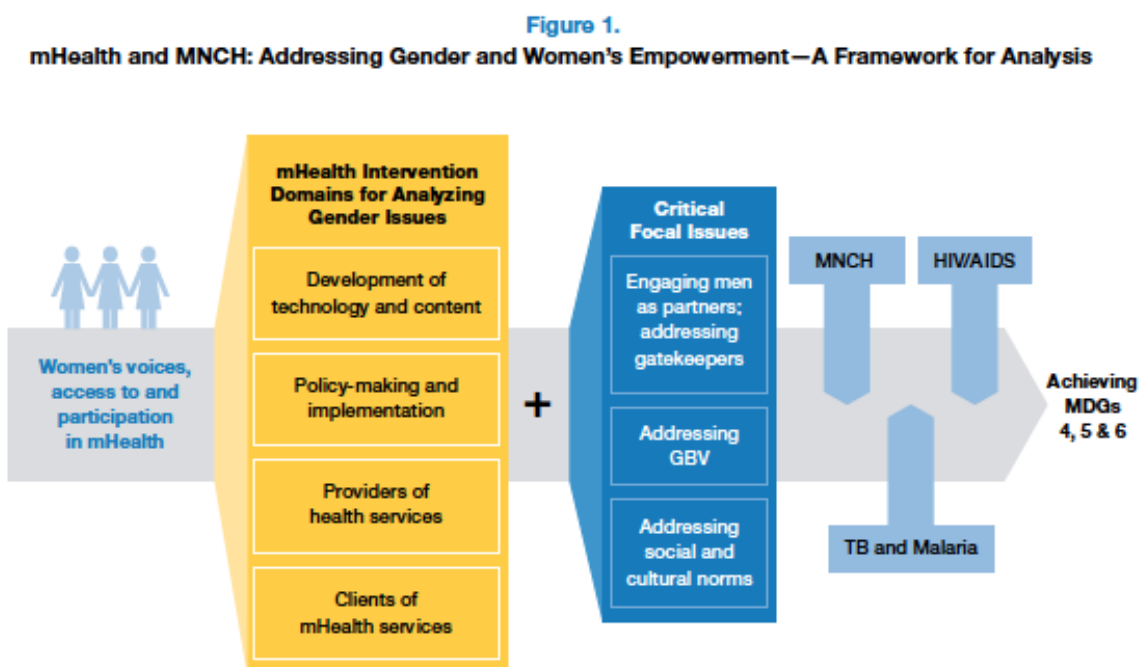 Figure 1.
mHealth and MNCH: Addressing Gender and Women's Empowerment—A Framework for Analysis
Women's voices,
access to and
participation
in mHealth
mHealth Intervention
Domains for Analyzing
Gender Issues
Development of
technology and content
Policy-making and
implementation
Providers of
health services
Clients of
mHealth services
+
Critical
Focal Issues
Engaging men
as partners;
addressing
gatekeepers
Addressing
GBV
Addressing
social and
cultural norms
MNCH
HIV/AIDS
TB and Malaria
Achieving
MDGs
4, 5 & 6